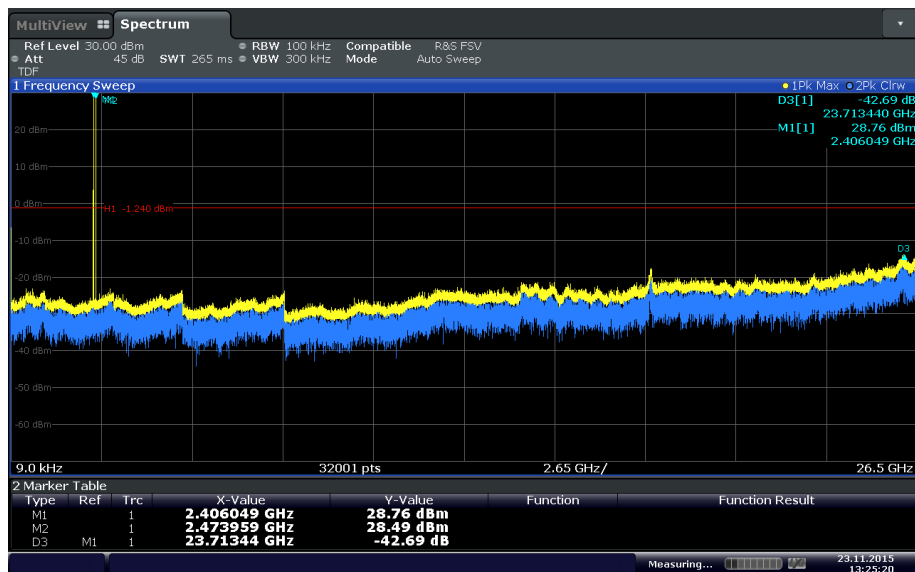 MultiView Spectrum
Ref Level 30.00 dBm RBW 100 kHz Compatible R&S FSV
Att 45 dB SWT 265 ms VBW 300 kHz Mode Auto Sweep
TDF
1 Frequency Sweep 1Pk Max 2Pk Clrw
M2 D3[1] -42.69 dB
23.713440 GHz
20 dBm M1[1] 28.76 dBm
2.406049 GHz
10 dBm
0 dBm
H1 -1.240 dBm
-10 dBm
D3
-20 dBm
-40 dBm
-50 dBm
-60 dBm
9.0 kHz 32001 pts 2.65 GHz/ 26.5 GHz
2 Marker Table
Type Ref Trc X-Value Y-Value Function Function Result
M1 1 2.406049 GHz 28.76 dBm
M2 1 2.473959 GHz 28.49 dBm
D3 M1 1 23.71344 GHz -42.69 dB
Measuring... 23.11.2015
13:25:20